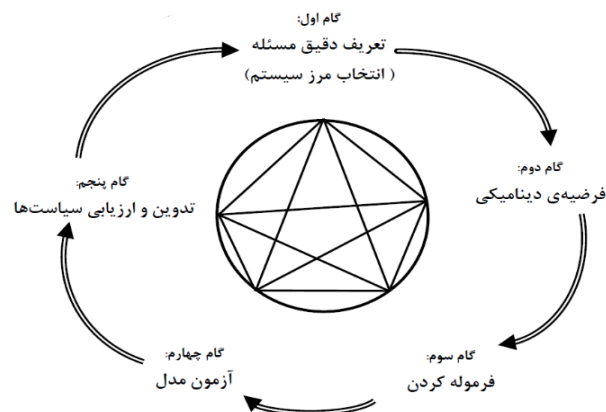 گام اول:
تعریف دقیق مسئله
( انتخاب مرز سیستم)
گام دوم:
فرضیه‌ی دینامیکی
گام سوم:
فرموله کردن
گام چهارم:
آزمون مدل
گام پنجم:
تدوین و ارزیابی سیاست‌ها